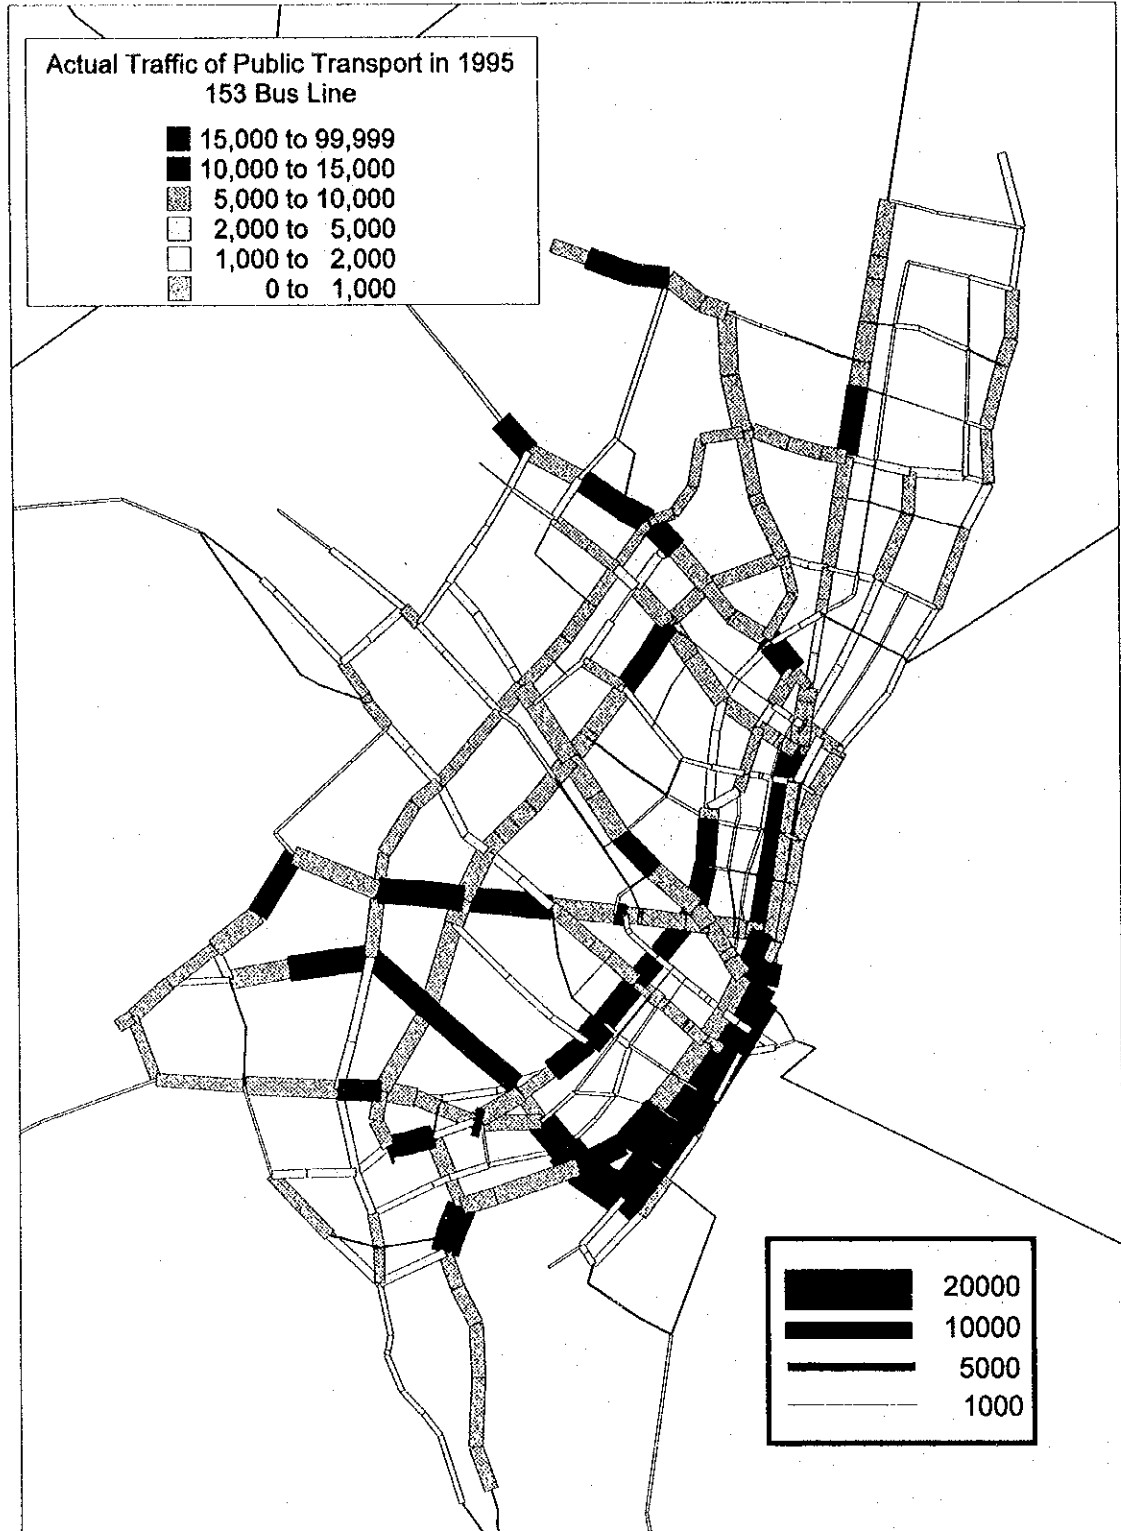 Actual Traffic of Public Transport in 1995
153 Bus Line
15,000 to 99,999
10,000 to 15,000
5,000 to 10,000
2,000 to 5,000
1,000 to 2,000
0 to 1,000
20000
10000
5000
1000